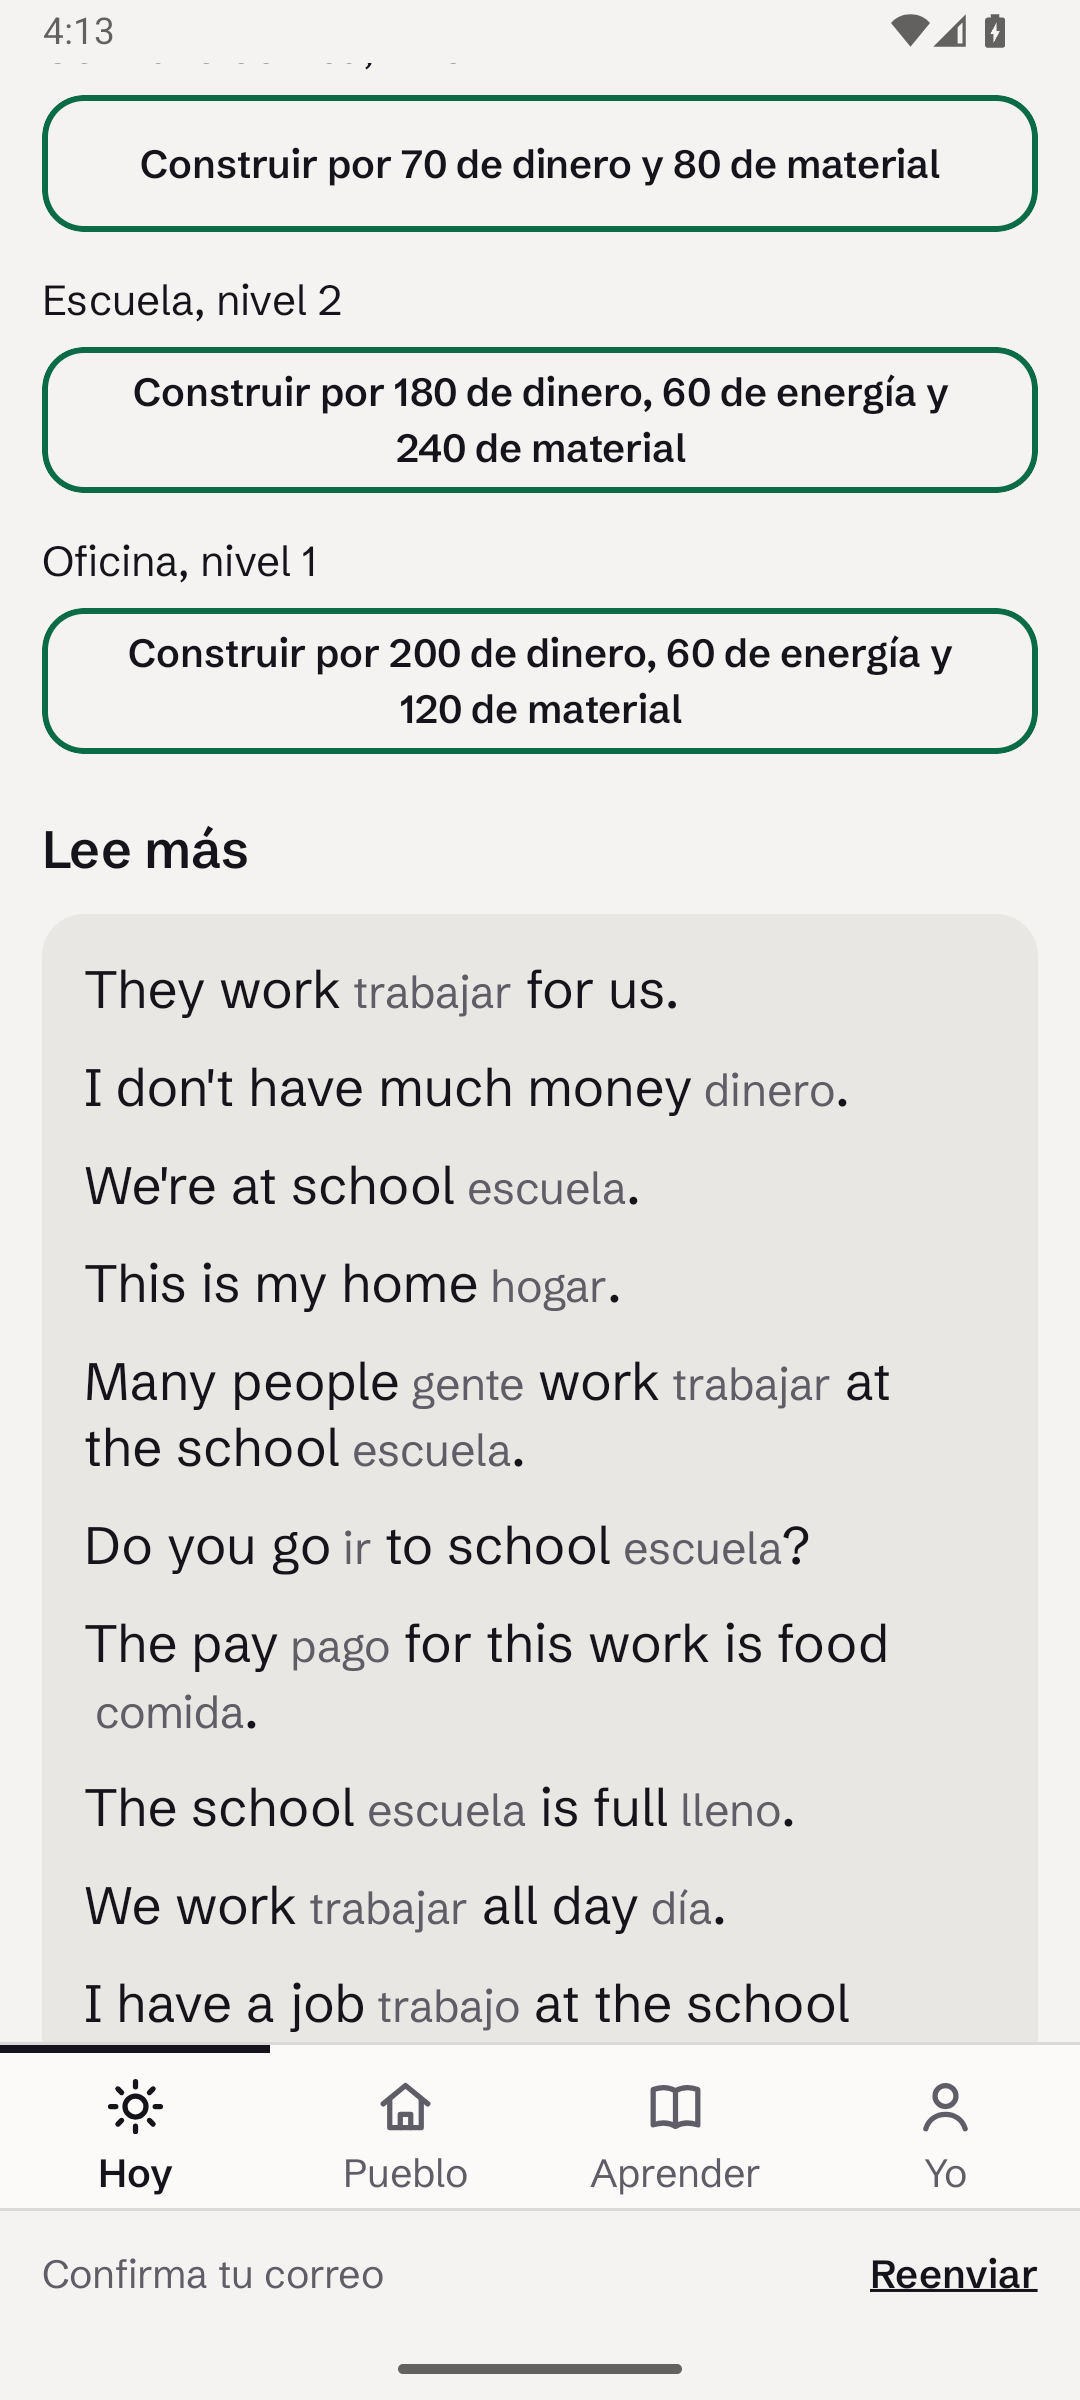 4:13
Construir por 70 de dinero y 80 de material
Escuela, nivel 2
Construir por 180 de dinero, 60 de energía y
240 de material
Oficina, nivel 1
Construir por 200 de dinero, 60 de energía y
120 de material
Lee más
They work trabajar for us.
I don't have much money dinero.
We're at school escuela.
This is my home hogar.
Many people gente work trabajar at
the school escuela.
Do you go ir to school escuela?
The pay pago for this work is food
comida.
The school escuela is full lleno.
We work trabajar all day día.
I have a job trabajo at the school
Hoy
Pueblo
Aprender
Yo
Confirma tu correo
Reenviar